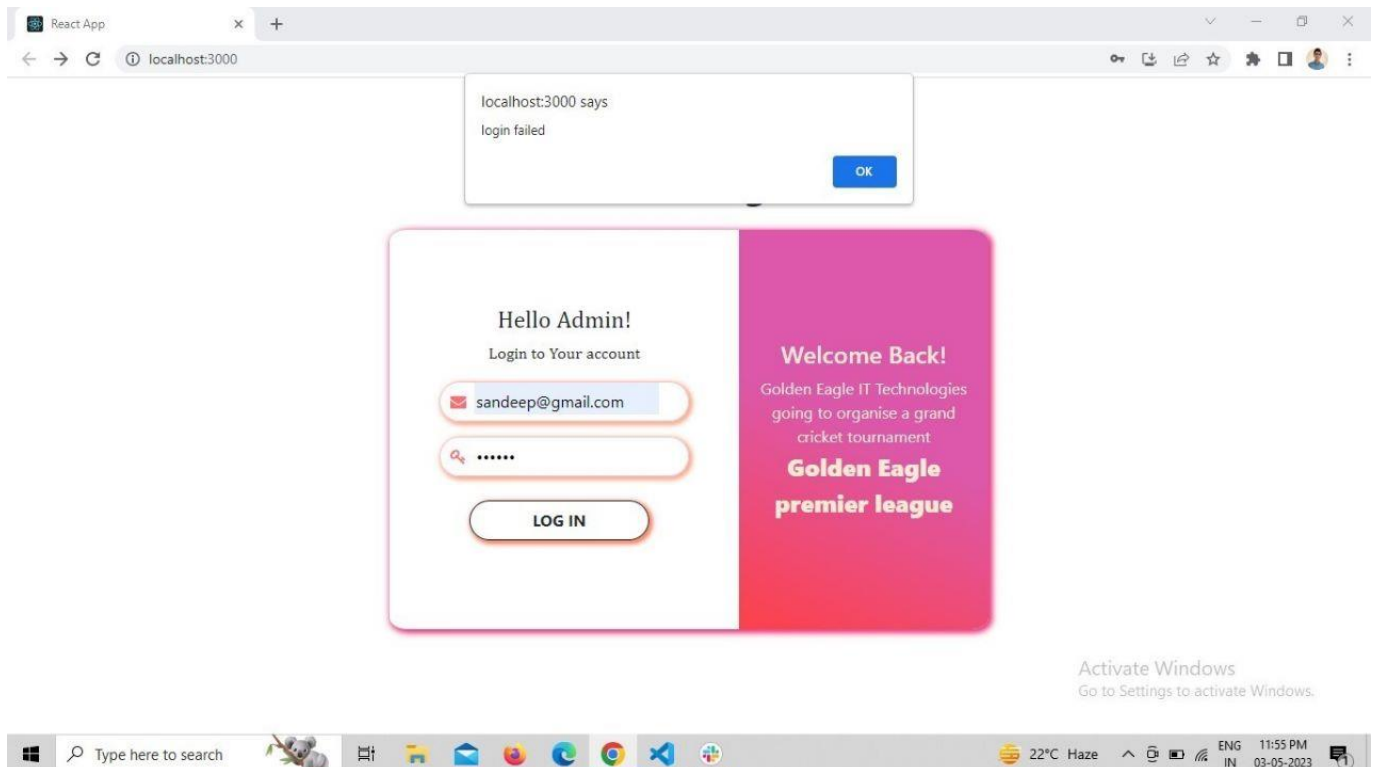 React App
localhost:3000
localhost:3000 says
login failed
OK
Hello Admin!
Login to Your account
sandeep@gmail.com
••••••
LOG IN
Welcome Back!
Golden Eagle IT Technologies
going to organise a grand
cricket tournament
Golden Eagle
premier league
Activate Windows
Go to Settings to activate Windows.
Type here to search
22°C Haze
ENG
IN
11:55 PM
03-05-2023
1